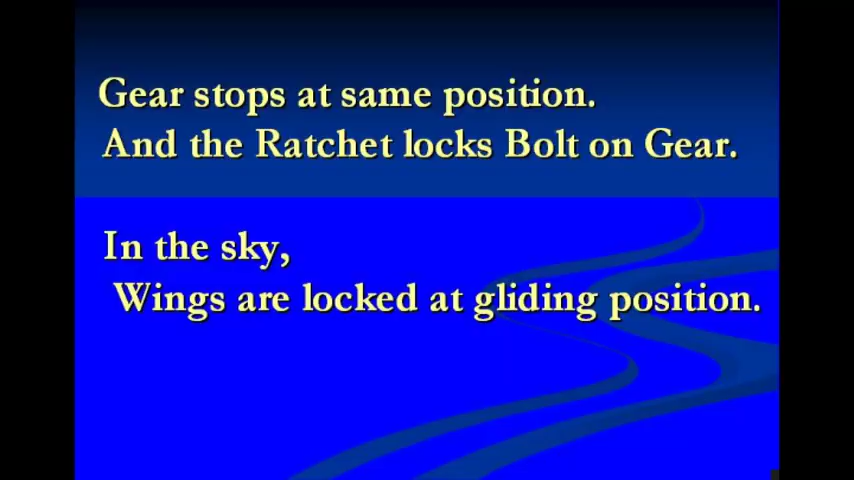 Gear stops at same position.
And the Ratchet locks Bolt on Gear.
In the sky,
Wings are locked at gliding position.